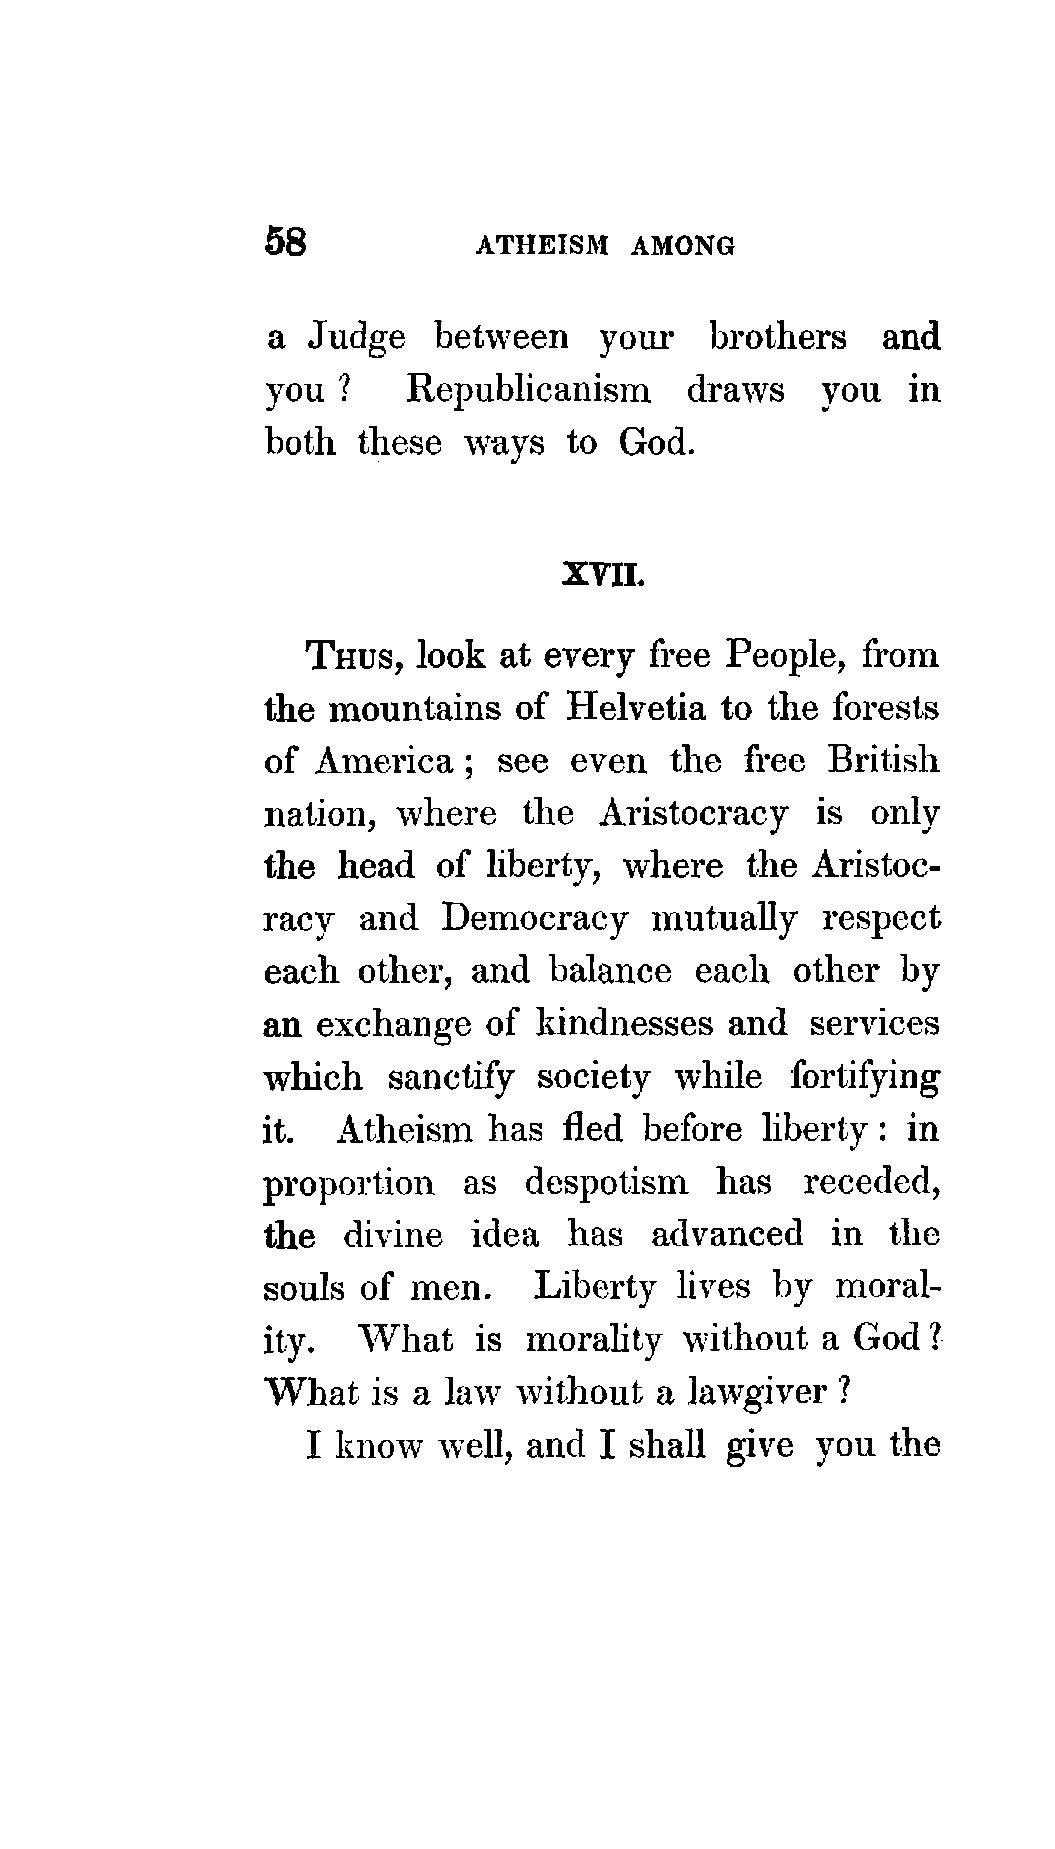 58 ATHEISM AMONG
a Judge between your brothers and
you ? Republicanism draws you in
both these ways to God.
XVII.
THUS, look at every free People, from
the mountains of Helvetia to the forests
of America ; see even the free British
nation, where the Aristocracy is only
the head of liberty, where the Aristoc-
racy and Democracy mutually respect
each other, and balance each other by
an exchange of kindnesses and services
which sanctify society while fortifying
it. Atheism has fled before liberty : in
proportion as despotism has receded,
the divine idea has advanced in the
souls of men. Liberty lives by moral-
ity. What is morality without a God ?
What is a law without a lawgiver ?
I know well, and I shall give you the